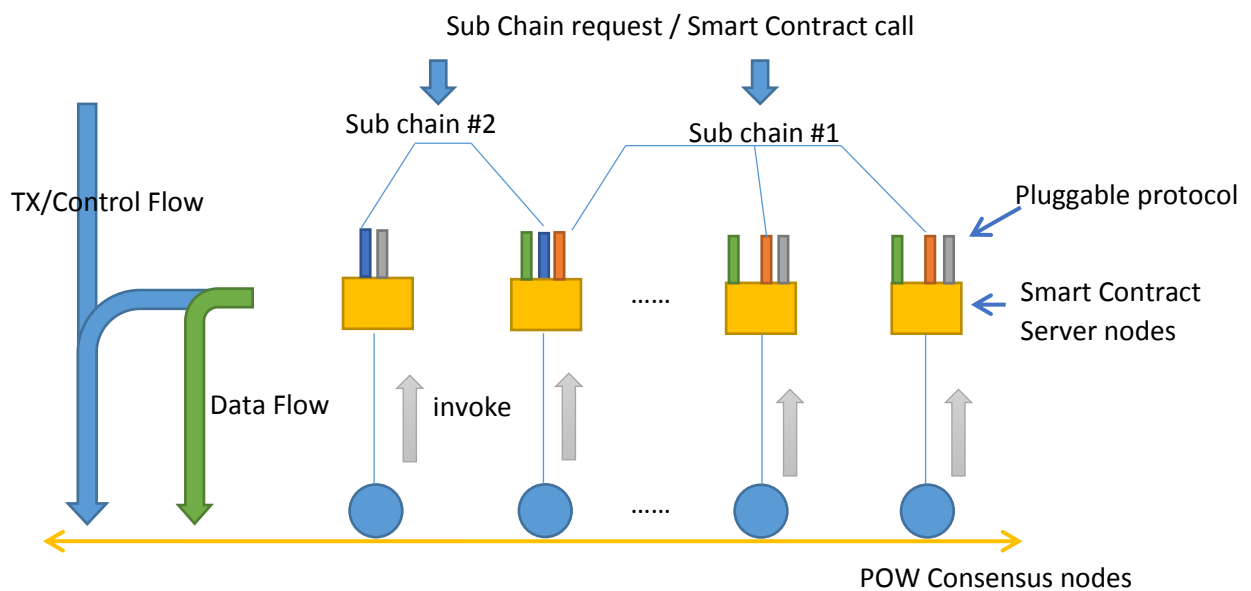 Sub Chain request / Smart Contract call
Sub chain #2
Sub chain #1
TX/Control Flow
Pluggable protocol
......
Smart Contract
Server nodes
Data Flow
invoke
......
POW Consensus nodes